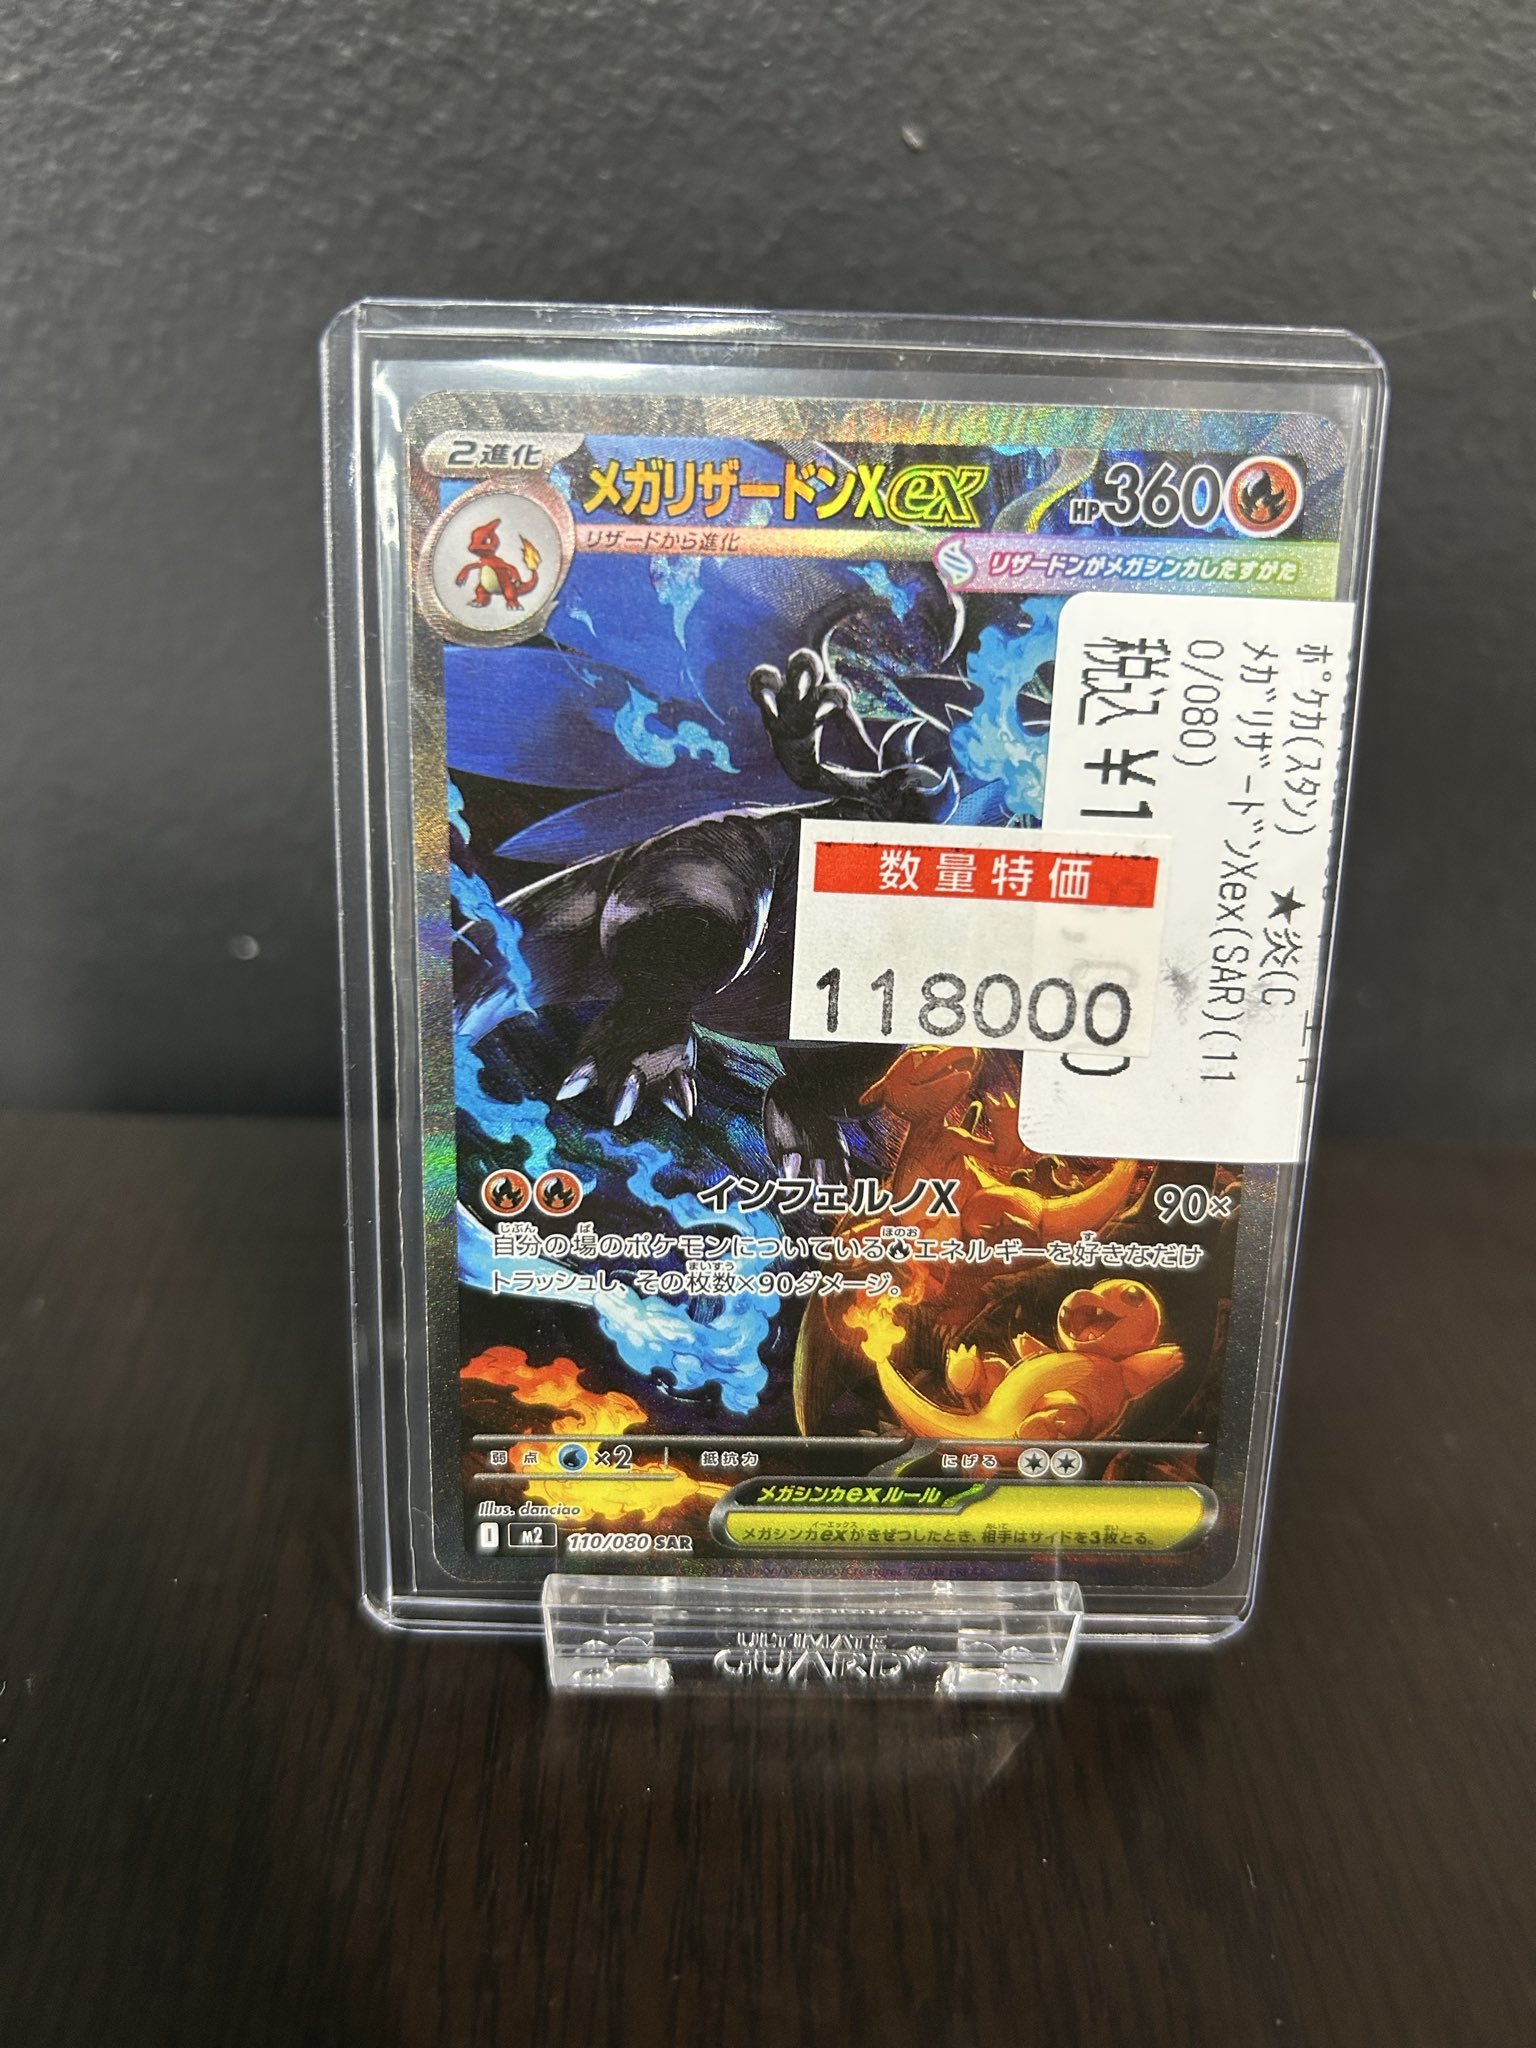 2進化
メガリザードンXex
HP360
リザードから進化
リザードンがメガシンカしたすがた
ポケカ(スタン) ★炎(C
メガリザードンXex(SAR)(11
0/080)
税込 ¥1
数量特価
118000
インフェルノX 90×
自分の場のポケモンについているエネルギーを好きなだけ
トラッシュし、その枚数×90ダメージ。
弱点 ×2 抵抗力 にげる
メガシンカexルール
メガシンカexがきぜつしたとき、相手はサイドを3枚とる。
Illus. danciao
I M2 110/080 SAR
ULTIMATE
GUARD